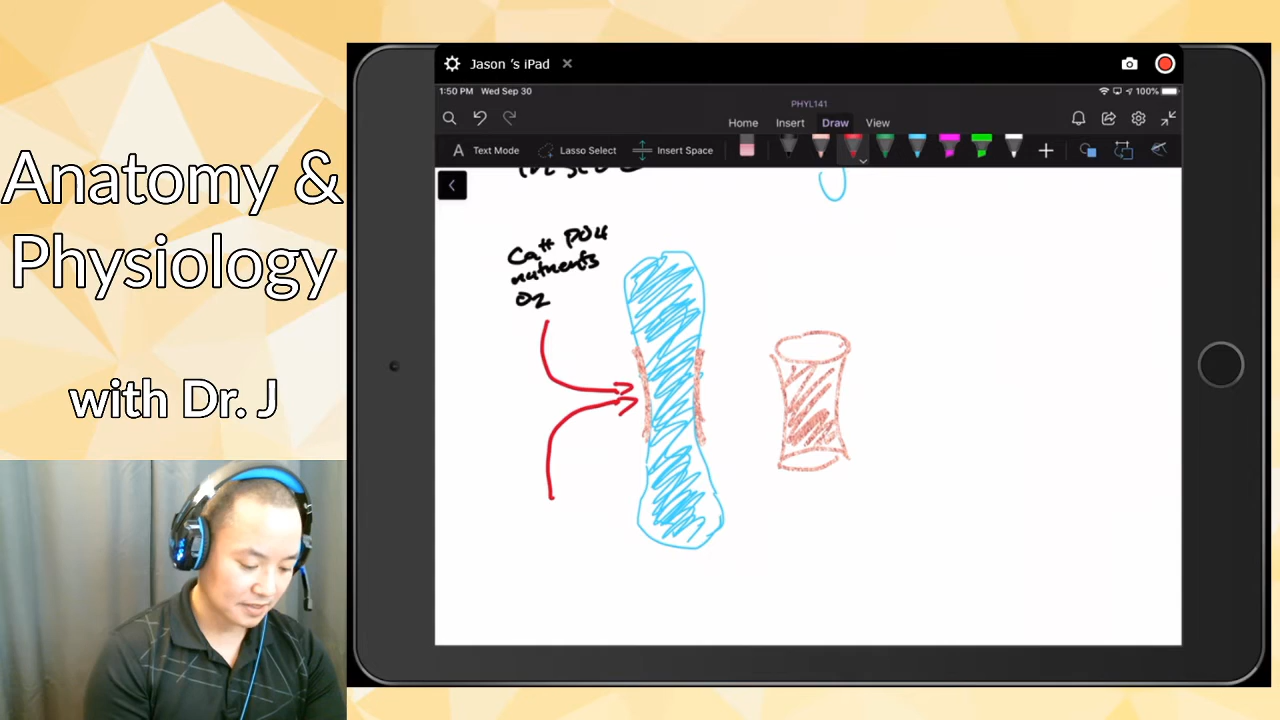 Anatomy &
Physiology
with Dr. J
Jason 's iPad
1:50 PM Wed Sep 30
100%
PHYL141
Home Insert Draw View
A Text Mode Lasso Select Insert Space
Ca++ PO4
nutrients
O2